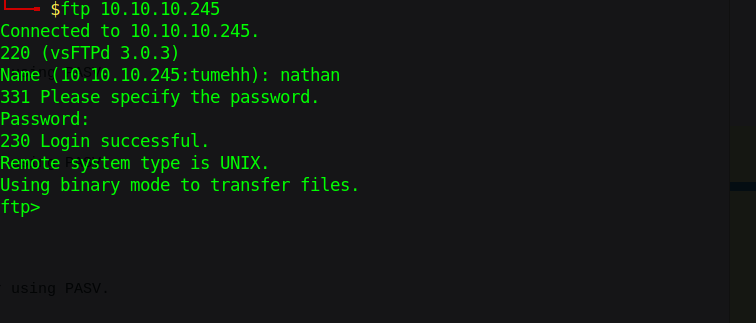 $ftp 10.10.10.245
Connected to 10.10.10.245.
220 (vsFTPd 3.0.3)
Name (10.10.10.245:tumehh): nathan
331 Please specify the password.
Password:
230 Login successful.
Remote system type is UNIX.
Using binary mode to transfer files.
ftp>
using PASV.